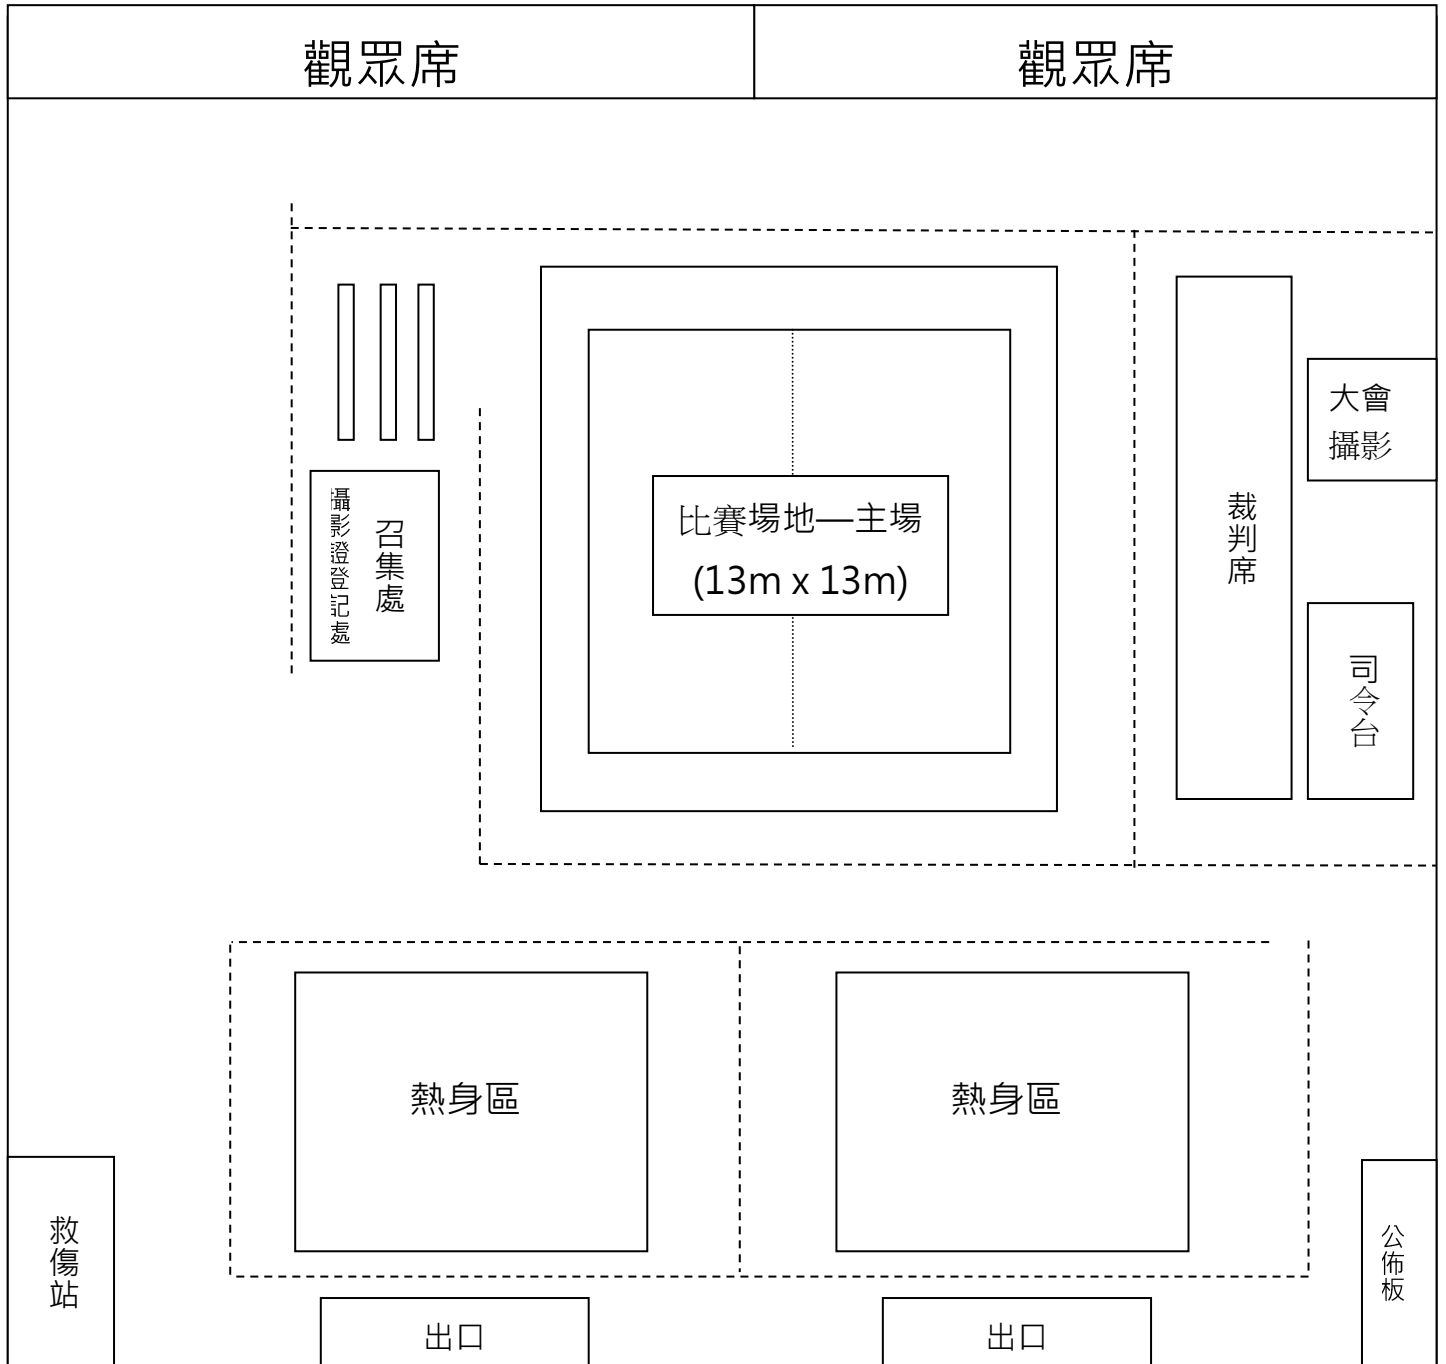 觀眾席
觀眾席
大會
攝影
攝影證登記處
召集處
比賽場地—主場
(13m x 13m)
裁判席
司令台
熱身區
熱身區
救傷站
公佈板
出口
出口